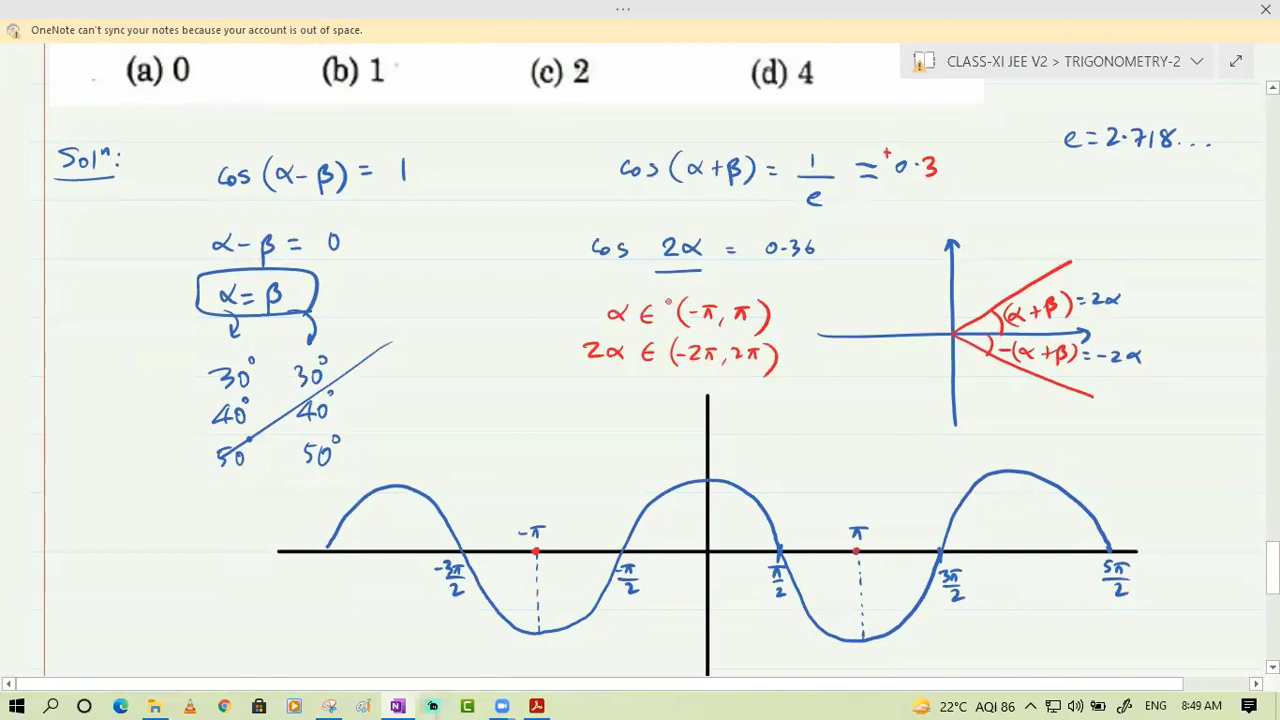 ...
OneNote can't sync your notes because your account is out of space.
(a) 0 (b) 1 (c) 2 (d) 4
CLASS-XI JEE V2 > TRIGONOMETRY-2
e = 2.718...
Solⁿ: cos (α-β) = 1 cos (α+β) = 1/e ≈ +0.3
α-β = 0 cos 2α = 0.36
α = β
α ∈ (-π, π)
2α ∈ (-2π, 2π)
(α+β) = 2α
-(α+β) = -2α
30° 30°
40° 40°
50 50°
-π π
-3π/2 -π/2 π/2 3π/2 5π/2
22°C AQI 86 8:49 AM